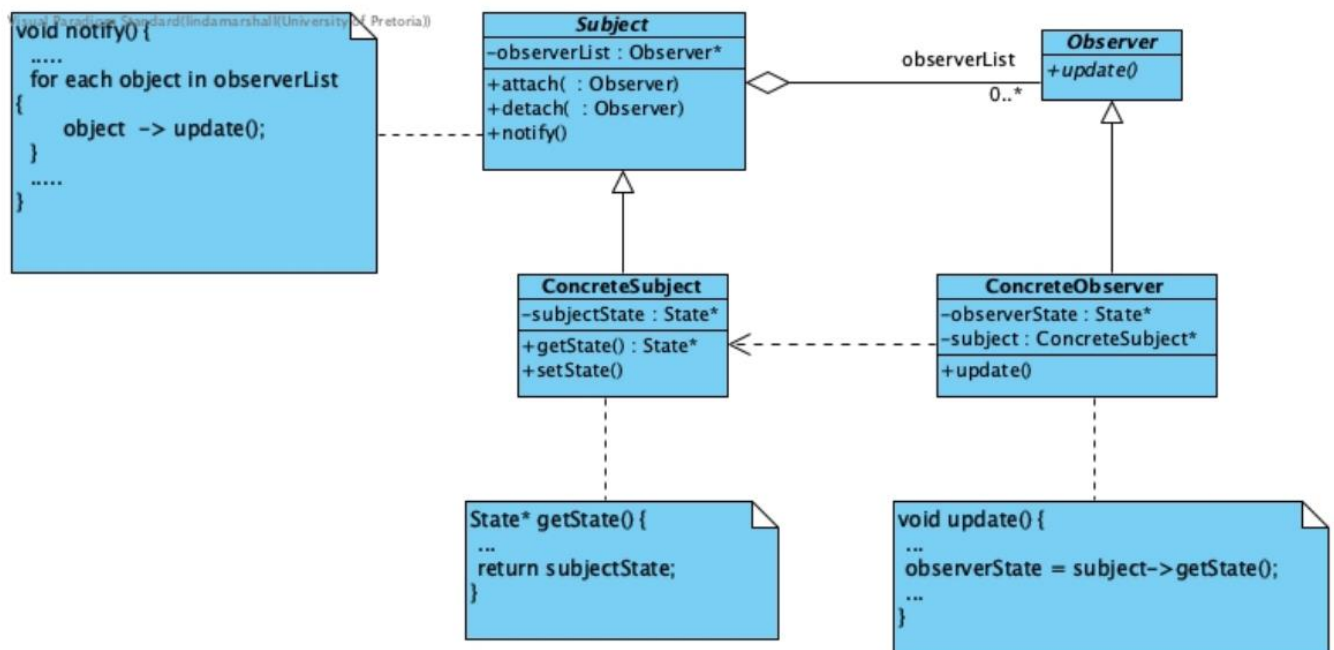 Visual Paradigm Standard(lindamarshall(University of Pretoria))
void notify() {
.....
for each object in observerList
{
object -> update();
}
.....
}
Subject
-observerList : Observer*
+attach( : Observer)
+detach( : Observer)
+notify()
observerList
0..*
Observer
+update()
ConcreteSubject
-subjectState : State*
+getState() : State*
+setState()
ConcreteObserver
-observerState : State*
-subject : ConcreteSubject*
+update()
State* getState() {
...
return subjectState;
}
void update() {
...
observerState = subject->getState();
...
}